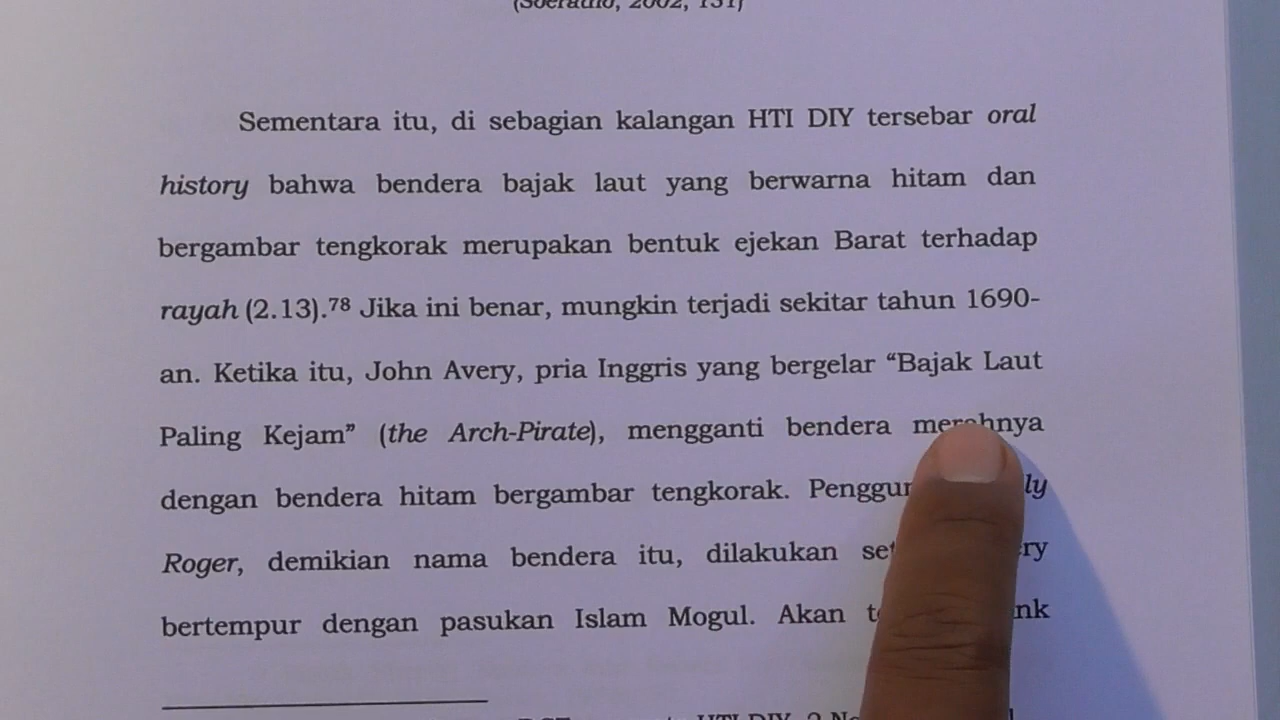 Sementara itu, di sebagian kalangan HTI DIY tersebar oral
history bahwa bendera bajak laut yang berwarna hitam dan
bergambar tengkorak merupakan bentuk ejekan Barat terhadap
rayah (2.13).78 Jika ini benar, mungkin terjadi sekitar tahun 1690-
an. Ketika itu, John Avery, pria Inggris yang bergelar “Bajak Laut
Paling Kejam” (the Arch-Pirate), mengganti bendera merahnya
dengan bendera hitam bergambar tengkorak.
Roger, demikian nama bendera itu, dilakukan
bertempur dengan pasukan Islam Mogul. Akan
HTI DIY,